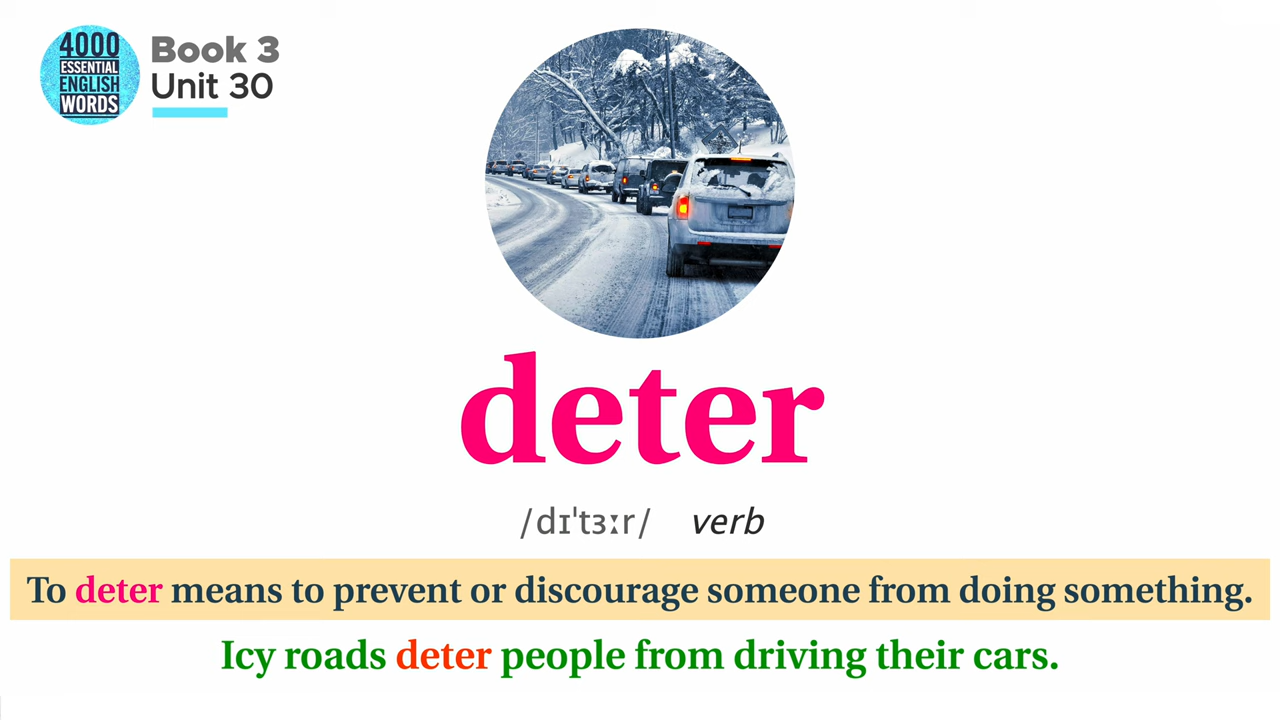 4000
ESSENTIAL
ENGLISH
WORDS
Book 3
Unit 30
deter
/dɪˈtɜːr/ verb
To deter means to prevent or discourage someone from doing something.
Icy roads deter people from driving their cars.